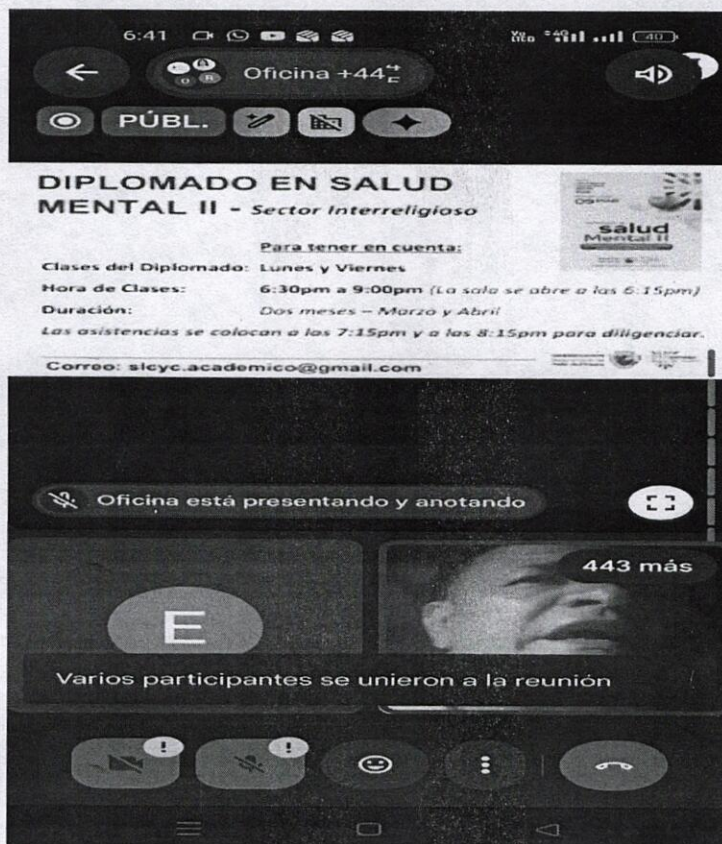 6:41
4G 40
Oficina +44
PÚBL.
DIPLOMADO EN SALUD
MENTAL II - Sector Interreligioso
salud
Mental II
Para tener en cuenta:
Clases del Diplomado: Lunes y Viernes
Hora de Clases: 6:30pm a 9:00pm (La sala se abre a las 6:15pm)
Duración: Dos meses – Marzo y Abril
Las asistencias se colocan a las 7:15pm y a las 8:15pm para diligenciar.
Correo: slcyc.academico@gmail.com
Oficina está presentando y anotando
443 más
E
Varios participantes se unieron a la reunión